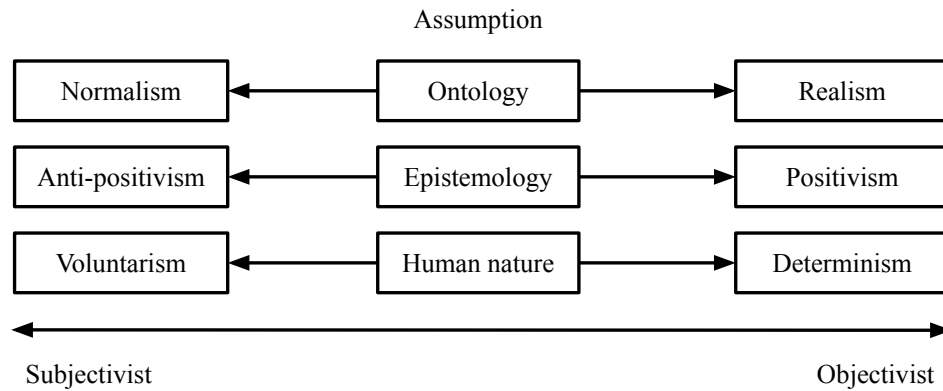 Assumption
Normalism
Ontology
Realism
Anti-positivism
Epistemology
Positivism
Voluntarism
Human nature
Determinism
Subjectivist
Objectivist